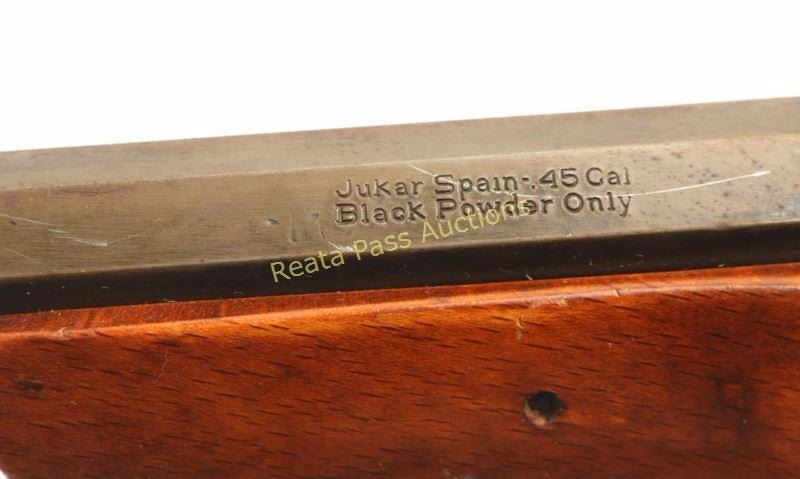 Jukar Spain-.45 Cal
Black Powder Only
Reata Pass Auctions